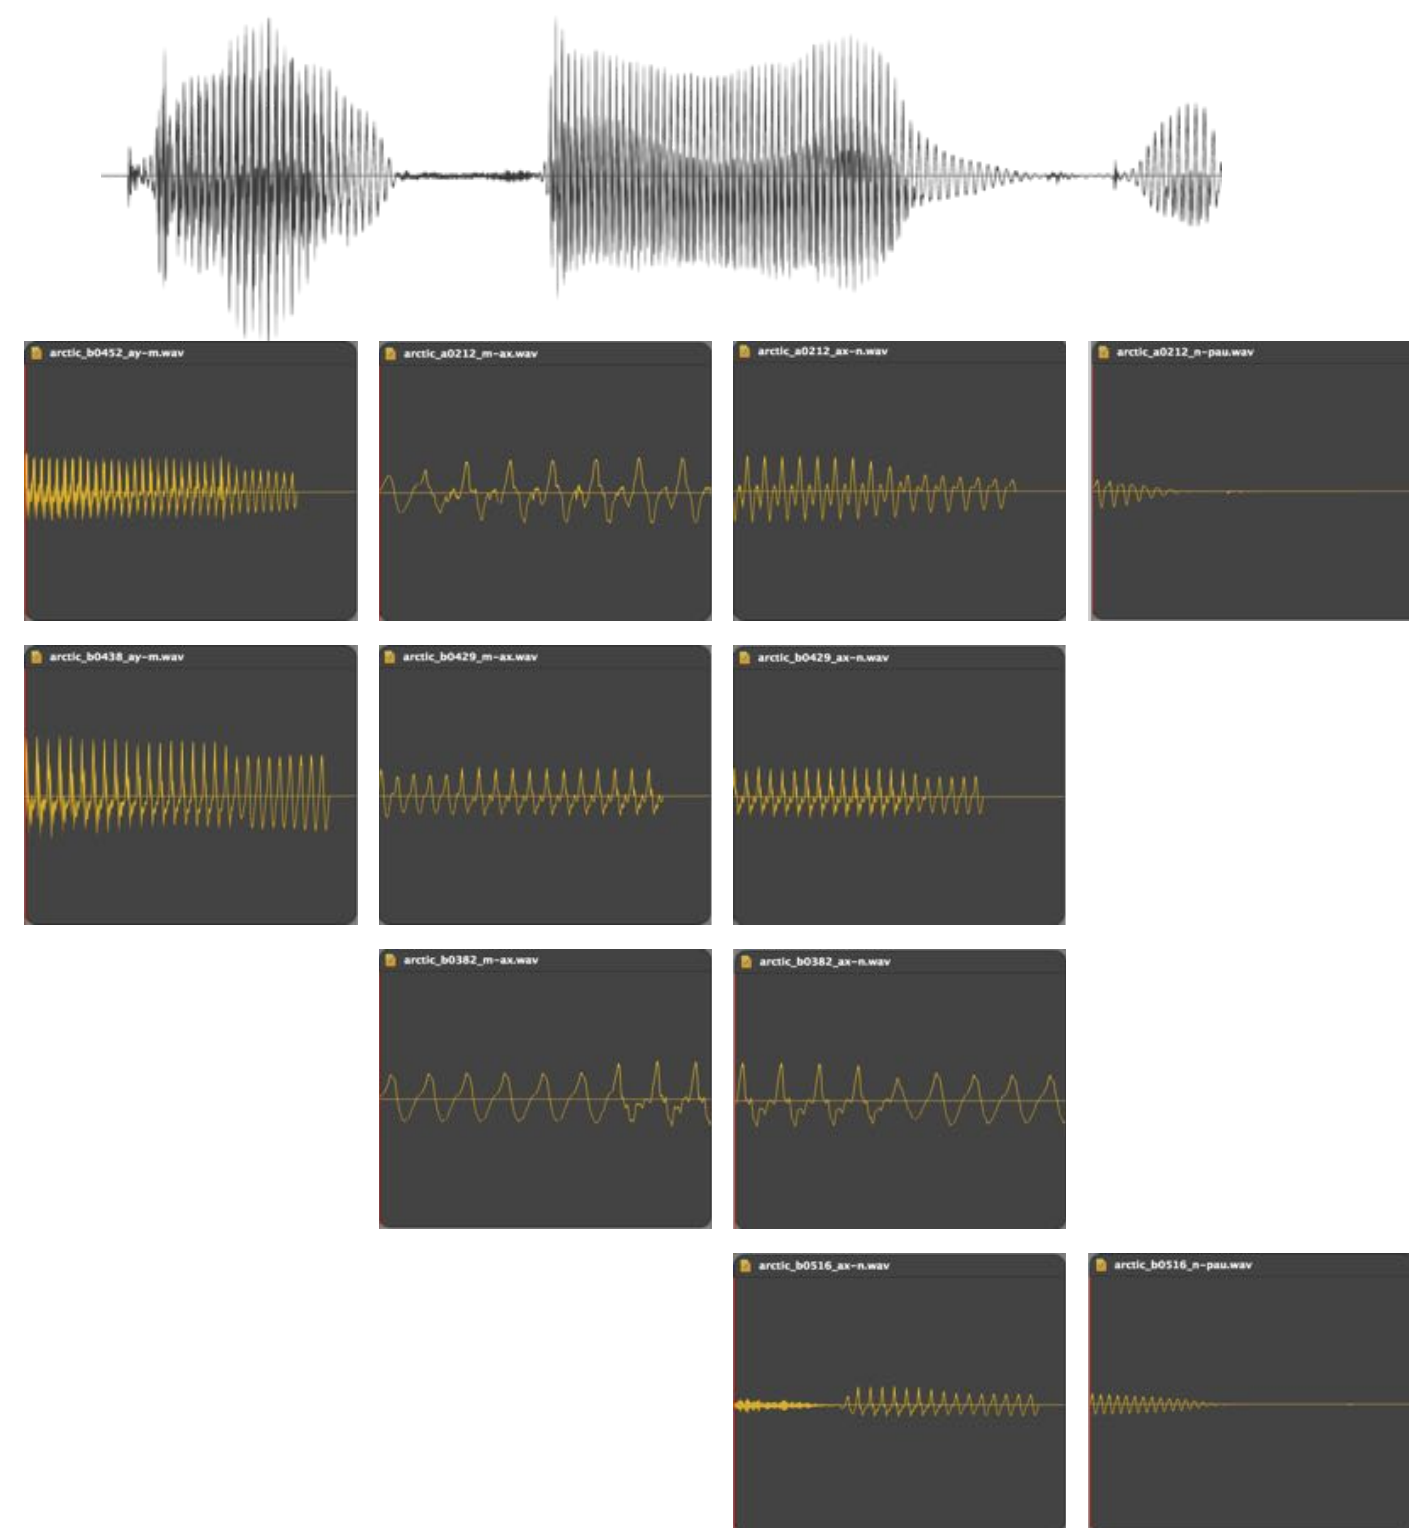 arctic_b0452_ay-m.wav
arctic_a0212_m-ax.wav
arctic_a0212_ax-n.wav
arctic_a0212_n-pau.wav
arctic_b0438_ay-m.wav
arctic_b0429_m-ax.wav
arctic_b0429_ax-n.wav
arctic_b0382_m-ax.wav
arctic_b0382_ax-n.wav
arctic_b0516_ax-n.wav
arctic_b0516_n-pau.wav